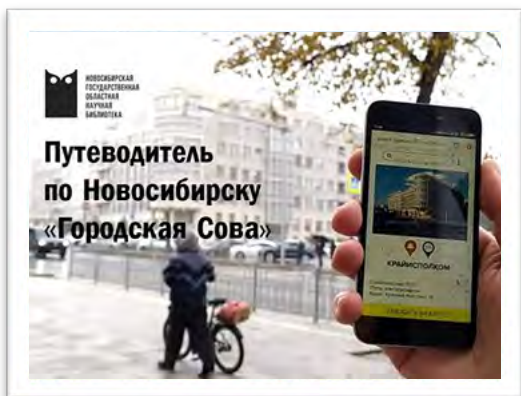 НОВОСИБИРСКАЯ
ГОСУДАРСТВЕННАЯ
ОБЛАСТНАЯ
НАУЧНАЯ
БИБЛИОТЕКА
Путеводитель
по Новосибирску
«Городская Сова»
КРАЙИСПОЛКОМ